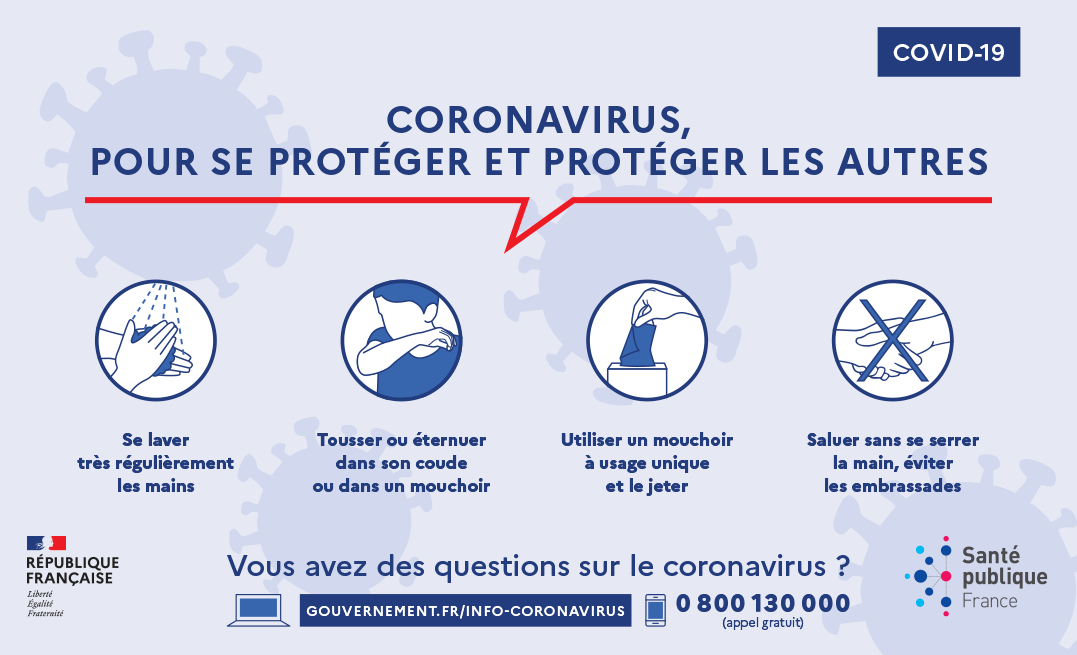 COVID-19
CORONAVIRUS,
POUR SE PROTÉGER ET PROTÉGER LES AUTRES
Se laver
très régulièrement
les mains
Tousser ou éternuer
dans son coude
ou dans un mouchoir
Utiliser un mouchoir
à usage unique
et le jeter
Saluer sans se serrer
la main, éviter
les embrassades
RÉPUBLIQUE
FRANÇAISE
Liberté
Égalité
Fraternité
Vous avez des questions sur le coronavirus ?
GOUVERNEMENT.FR/INFO-CORONAVIRUS
0 800 130 000
(appel gratuit)
Santé
publique
France